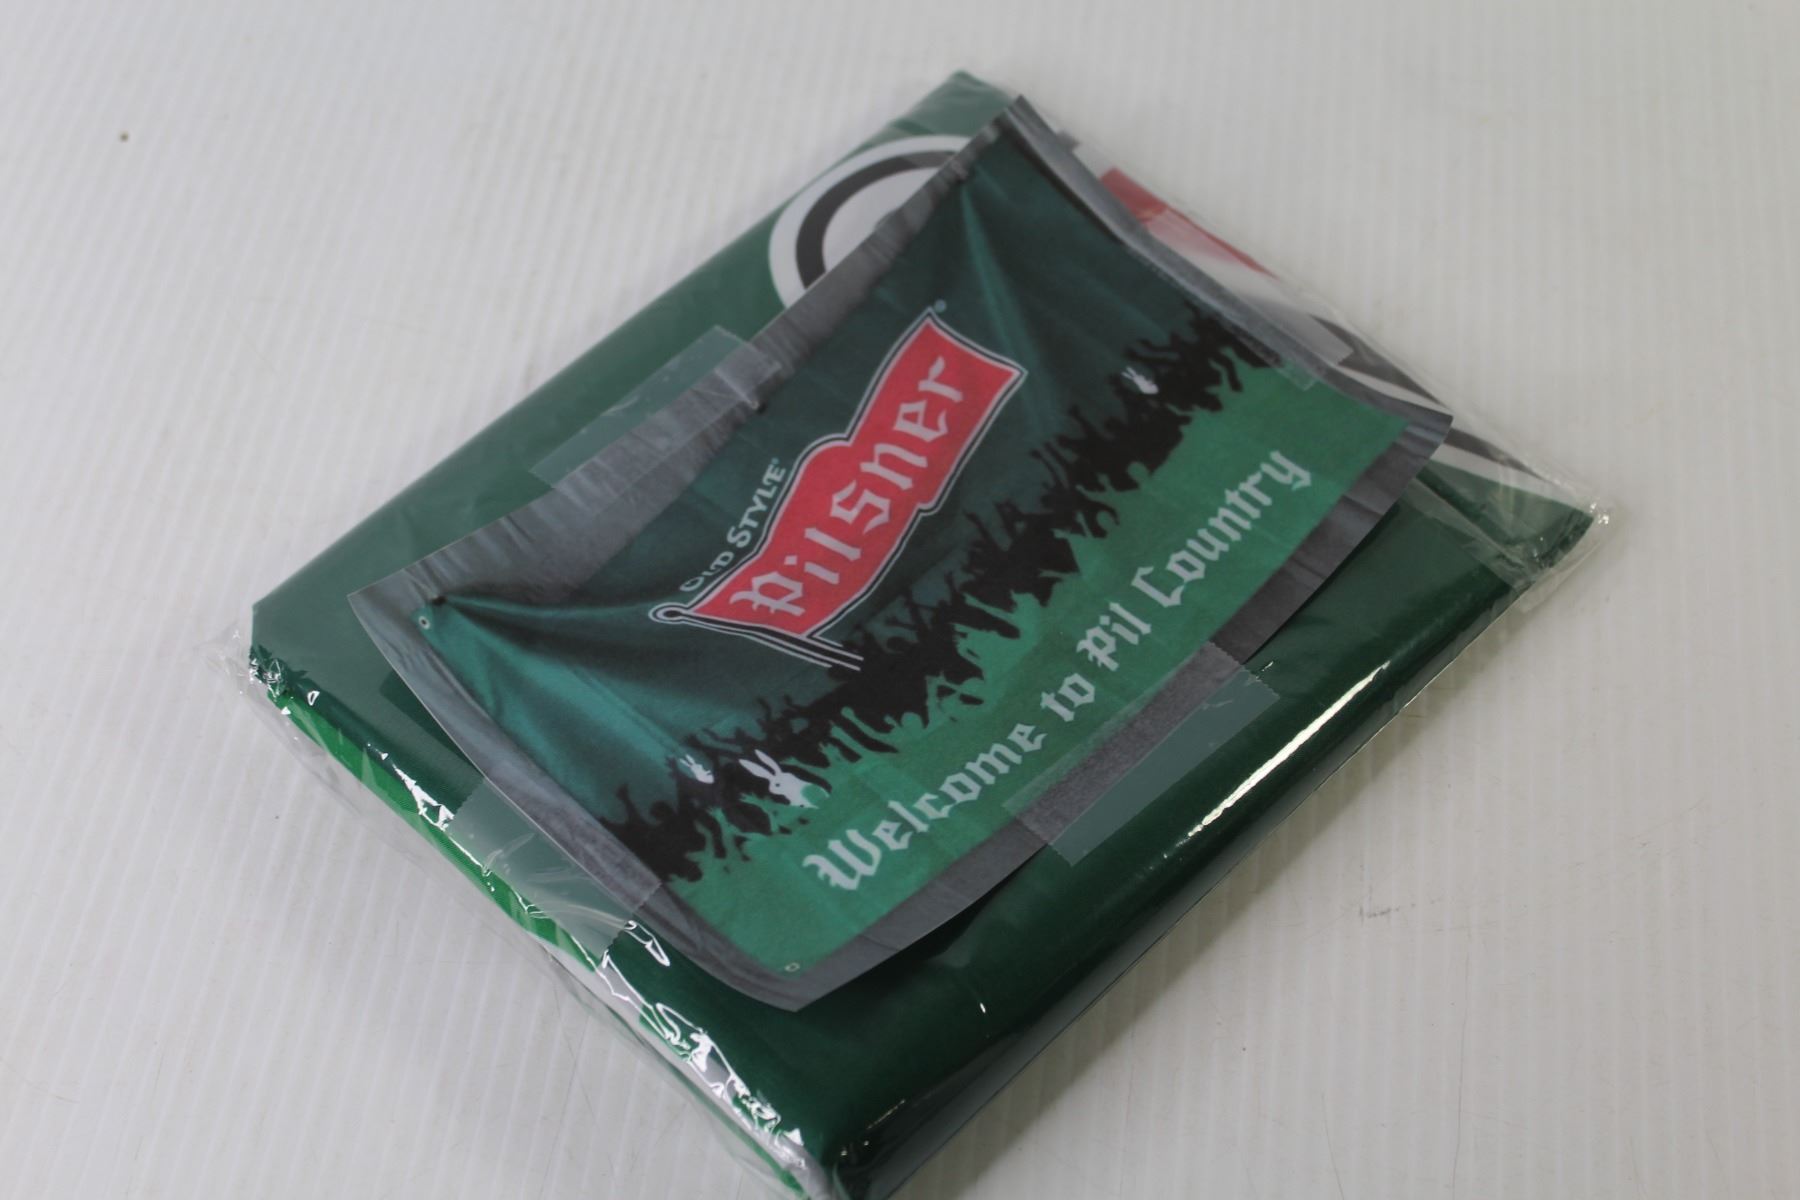 OLD STYLE®
Pilsner®
Welcome to Pil Country